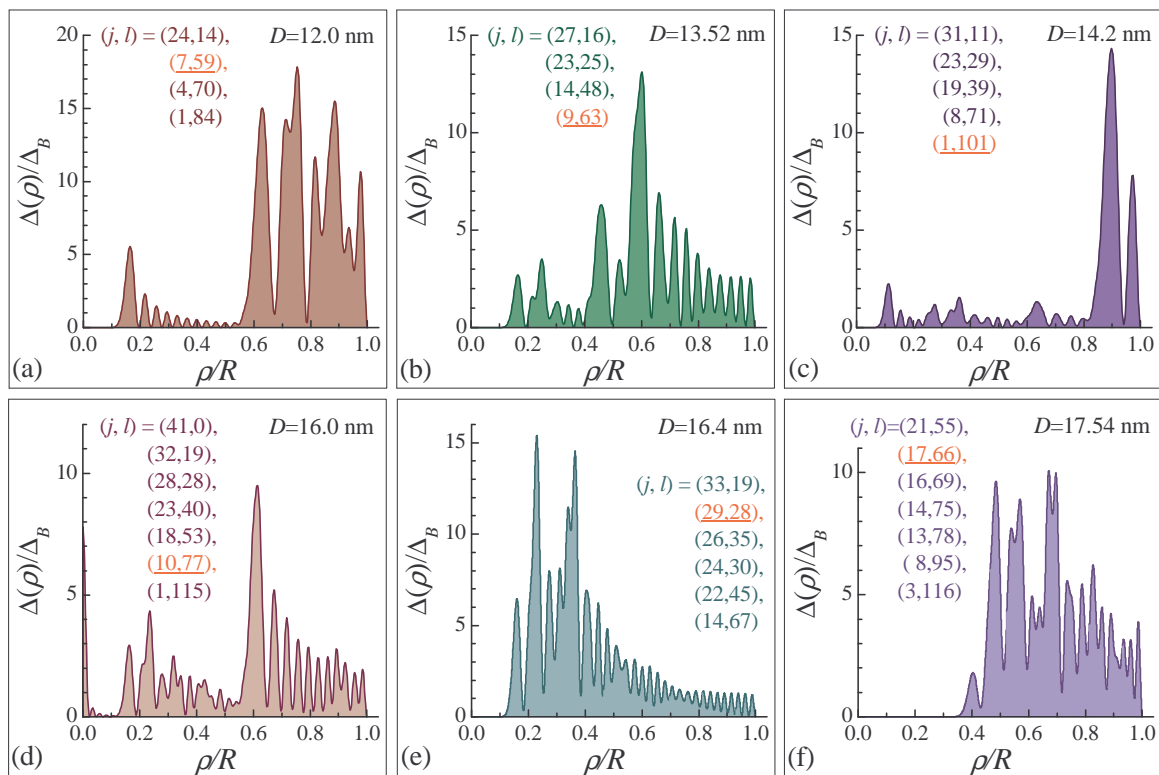 (j, l) = (24,14),
(7,59),
(4,70)
(1,84)
D=12.0 nm
20
15
10
5
0
Δ(ρ)/Δ_B
0.0 0.2 0.4 0.6 0.8 1.0
(a)
ρ/R
(j, l) = (27,16),
(23,25),
(14,48)
(9,63)
D=13.52 nm
15
10
5
0
Δ(ρ)/Δ_B
0.0 0.2 0.4 0.6 0.8 1.0
(b)
ρ/R
(j, l) = (31,11)
(23,29)
(19,39)
(8,71),
(1,101)
D=14.2 nm
15
10
5
0
Δ(ρ)/Δ_B
0.0 0.2 0.4 0.6 0.8 1.0
(c)
ρ/R
(j, l) = (41,0)
(32,19),
(28,28)
(23,40)
(18,53),
(10,77),
(1,115)
D=16.0 nm
10
5
0
Δ(ρ)/Δ_B
0.0 0.2 0.4 0.6 0.8 1.0
(d)
ρ/R
(j, l) = (33,19),
(29,28),
(26,35)
(24,30)
(22,45)
(14,67)
D=16.4 nm
15
10
5
0
Δ(ρ)/Δ_B
0.0 0.2 0.4 0.6 0.8 1.0
(e)
ρ/R
(j, l)=(21,55),
(17,66),
(16,69),
(14,75)
(13,78)
( 8,95)
(3,116)
D=17.54 nm
10
5
0
Δ(ρ)/Δ_B
0.0 0.2 0.4 0.6 0.8 1.0
(f)
ρ/R